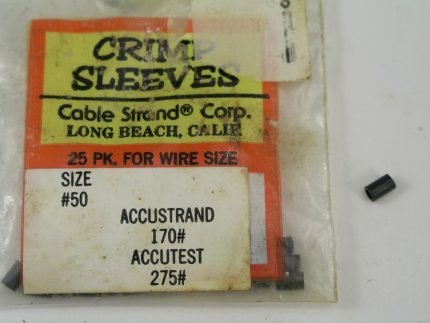 CRIMP
SLEEVES
Cable Strand® Corp.
LONG BEACH, CALIF.
25 PK. FOR WIRE SIZE
SIZE
#50
ACCUSTRAND
170#
ACCUTEST
275#